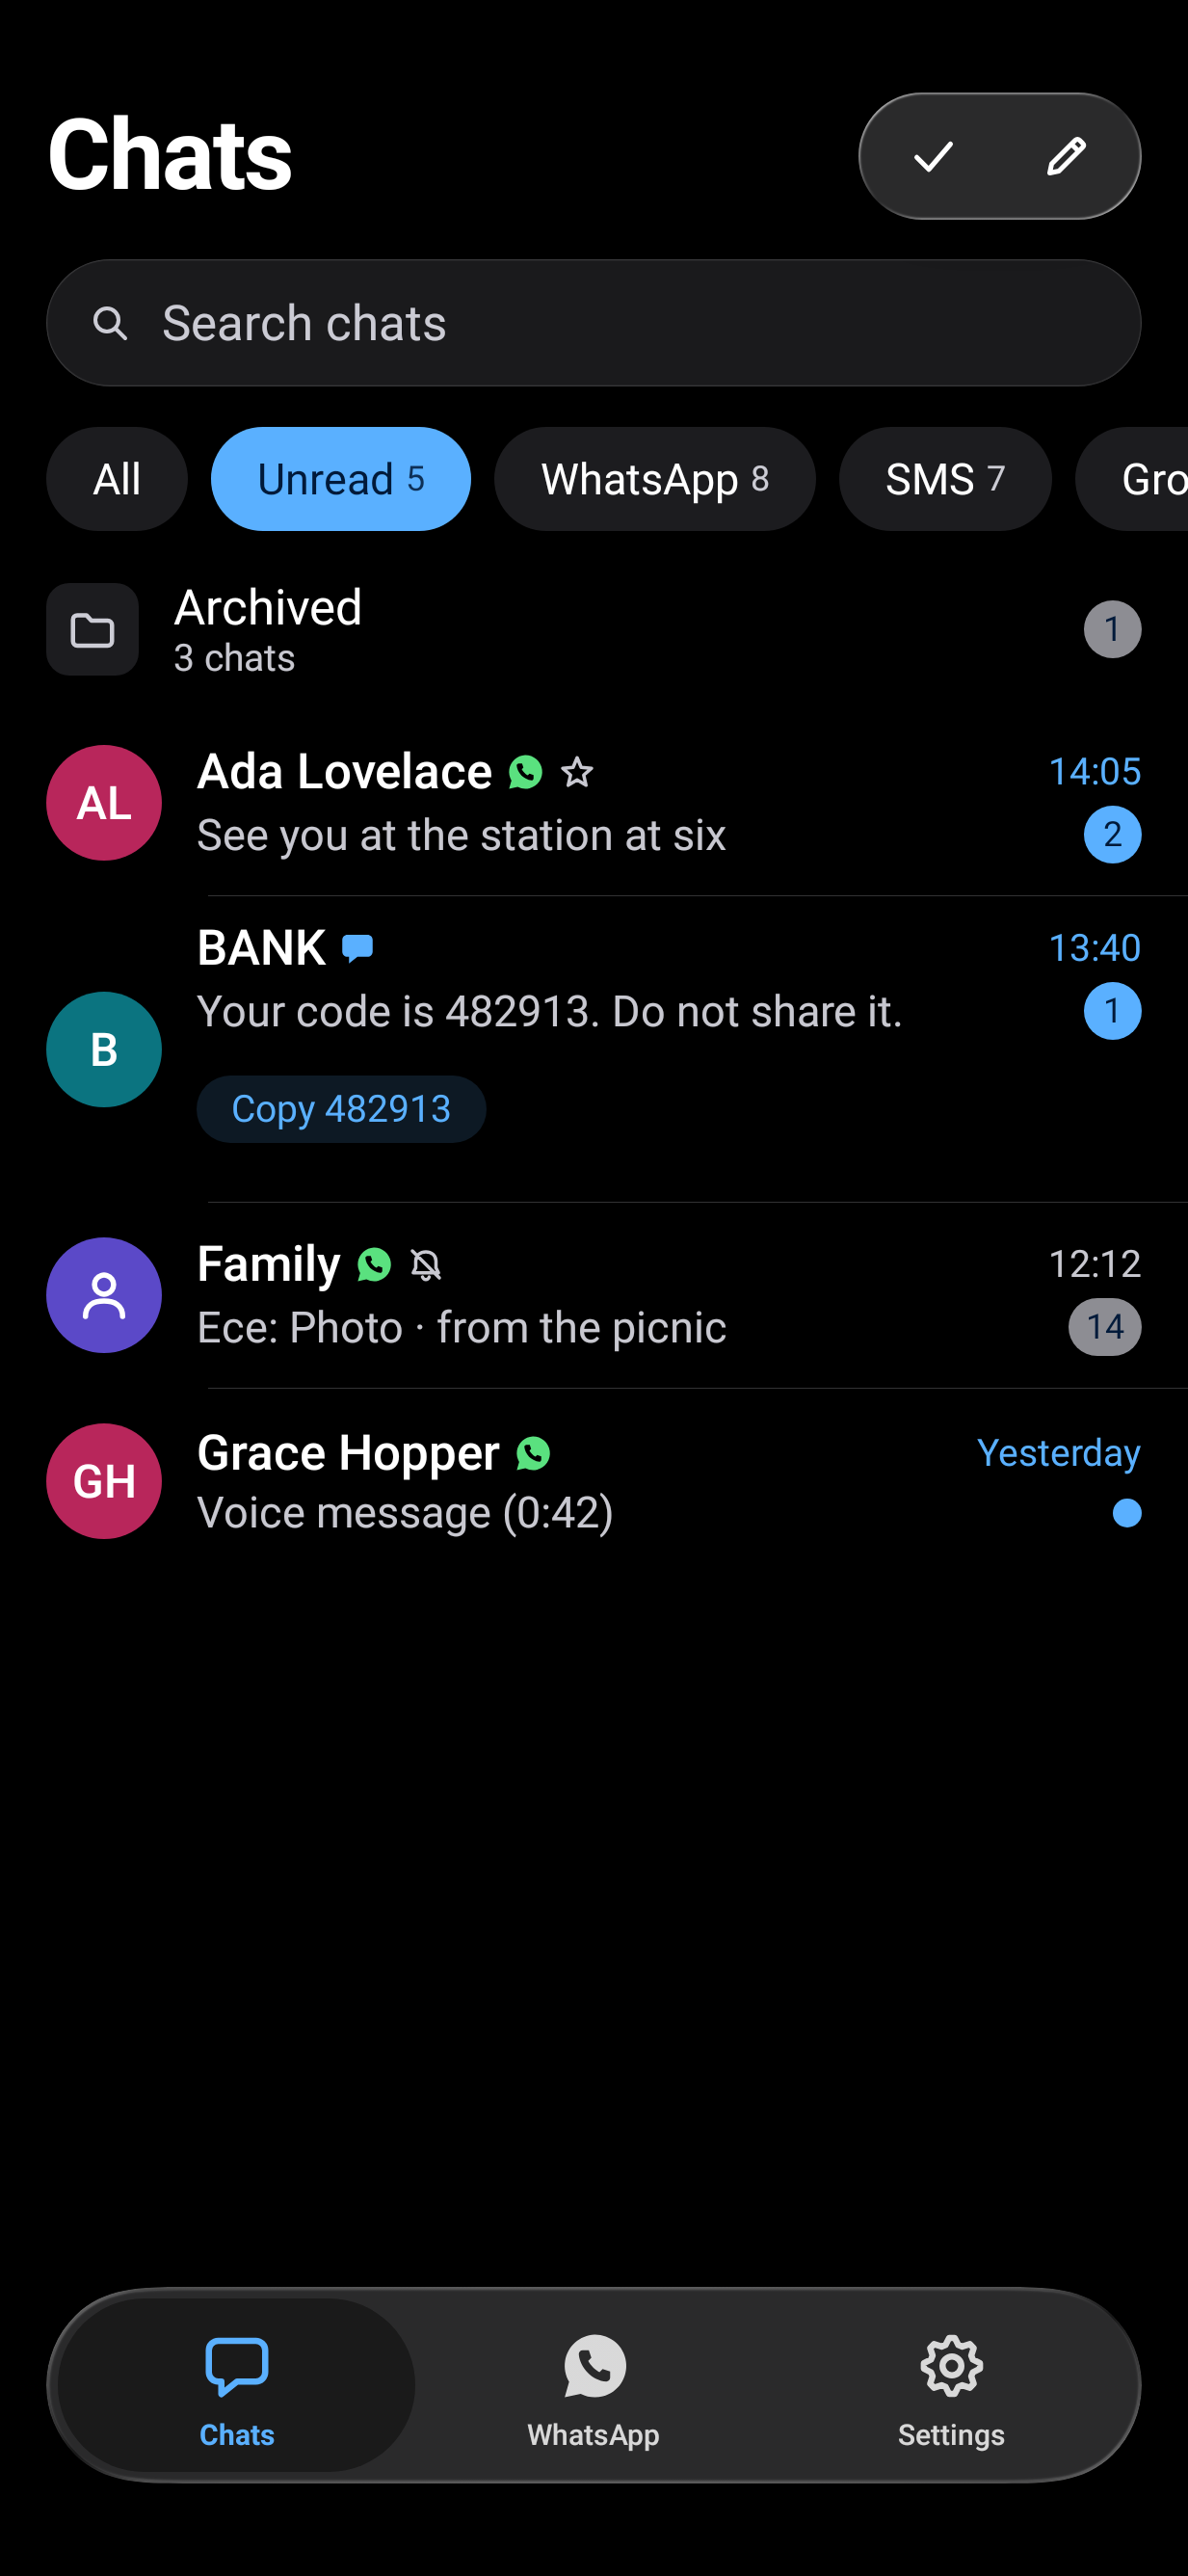 Chats
Search chats
All
Unread 5
WhatsApp 8
SMS 7
Gro
Archived
3 chats
1
AL
Ada Lovelace
14:05
See you at the station at six
2
BANK
13:40
B
Your code is 482913. Do not share it.
1
Copy 482913
Family
12:12
Ece: Photo · from the picnic
14
GH
Grace Hopper
Yesterday
Voice message (0:42)
Chats
WhatsApp
Settings